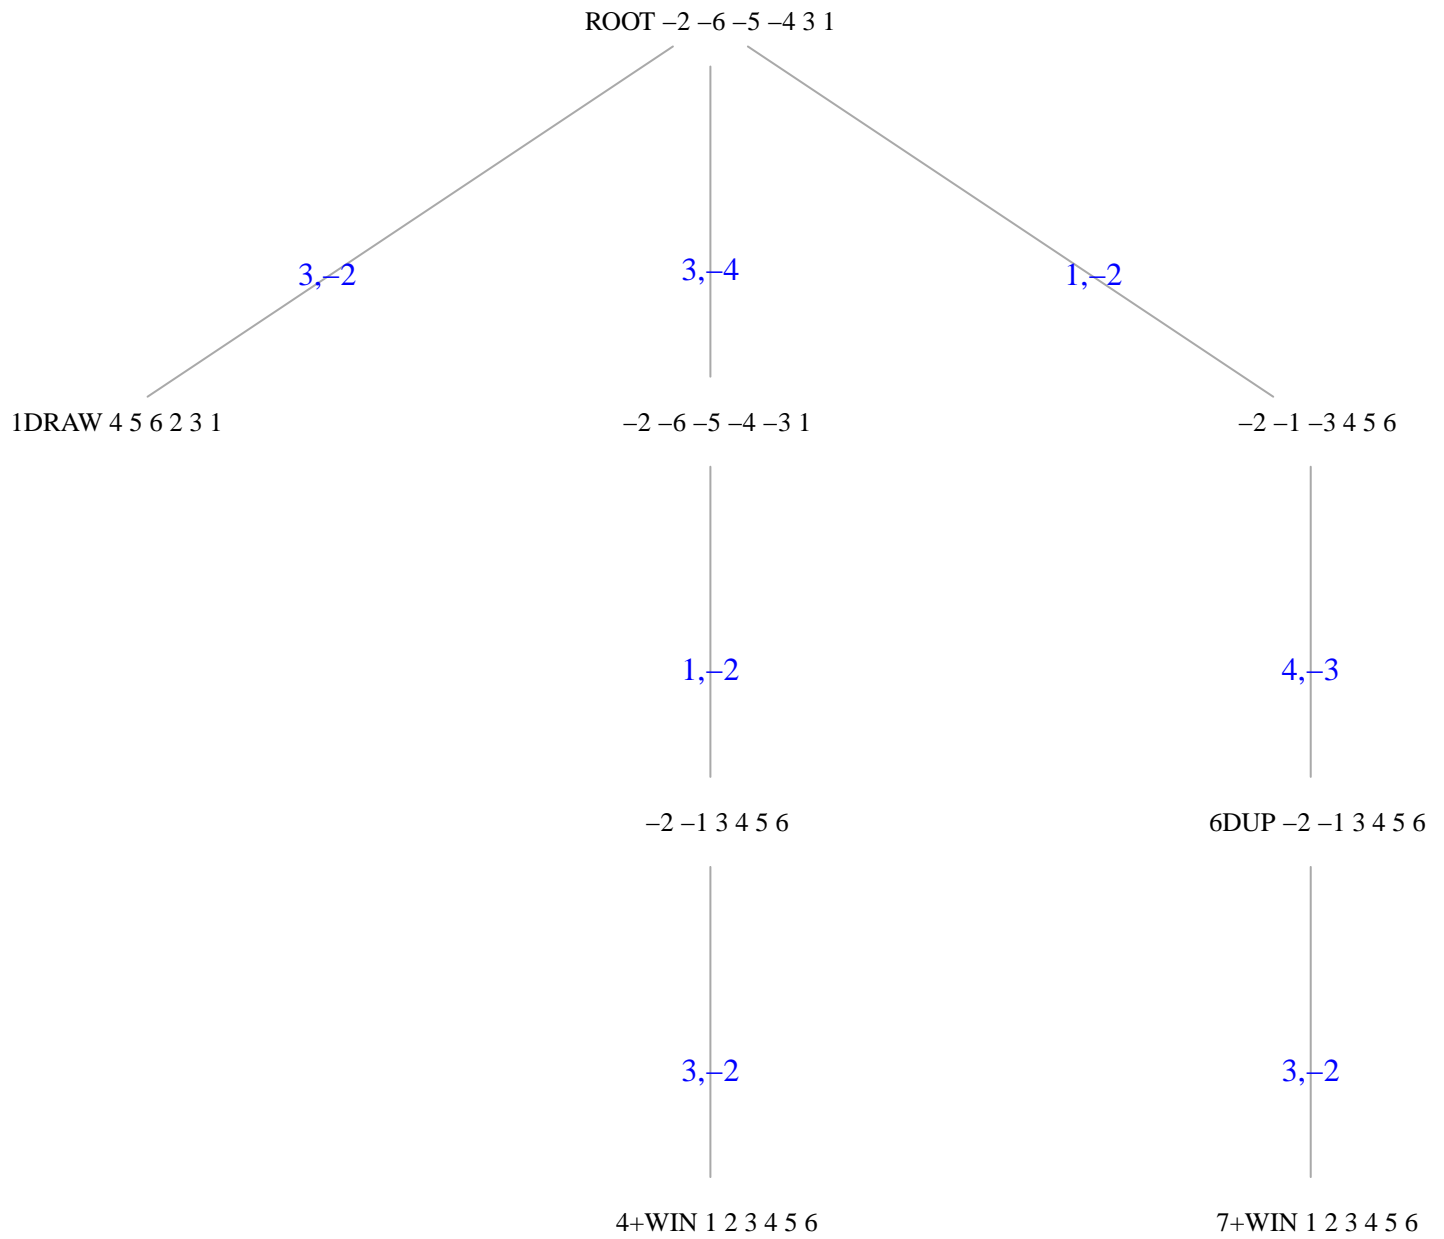 ROOT –2 –6 –5 –4 3 1
3,–2
3,–4
1,–2
1DRAW 4 5 6 2 3 1
–2 –6 –5 –4 –3 1
–2 –1 –3 4 5 6
1,–2
4,–3
–2 –1 3 4 5 6
6DUP –2 –1 3 4 5 6
3,–2
3,–2
4+WIN 1 2 3 4 5 6
7+WIN 1 2 3 4 5 6